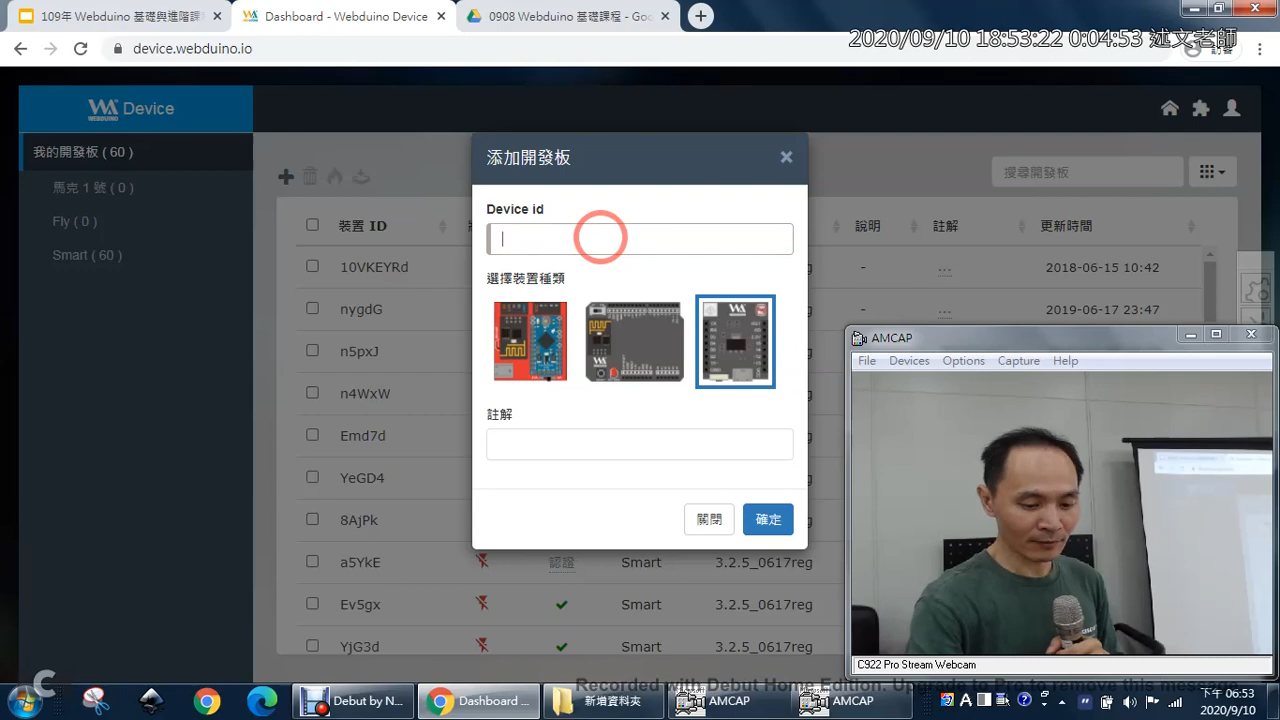 109年 Webduino 基礎與進階課
Dashboard - Webduino Device
0908 Webduino 基礎課程 - Goo
device.webduino.io
2020/09/10 18:53:22 0:04:53 述文老師
訪客
WEBDUINO Device
我的開發板 ( 60 )
馬克 1 號 ( 0 )
Fly ( 0 )
Smart ( 60 )
添加開發板
搜尋開發板
Device id
選擇裝置種類
註解
關閉
確定
裝置 ID
說明
註解
更新時間
10VKEYRd
-
...
2018-06-15 10:42
nygdG
-
...
2019-06-17 23:47
n5pxJ
n4WxW
Emd7d
YeGD4
8AjPk
a5YkE
認證
Smart
3.2.5_0617reg
Ev5gx
Smart
3.2.5_0617reg
YjG3d
Smart
3.2.5_0617reg
AMCAP
File Devices Options Capture Help
C922 Pro Stream Webcam
Recorded with Debut Home Edition. Upgrade to Pro to remove this message.
Debut by N...
Dashboard ...
新增資料夾
AMCAP
AMCAP
下午 06:53
2020/9/10